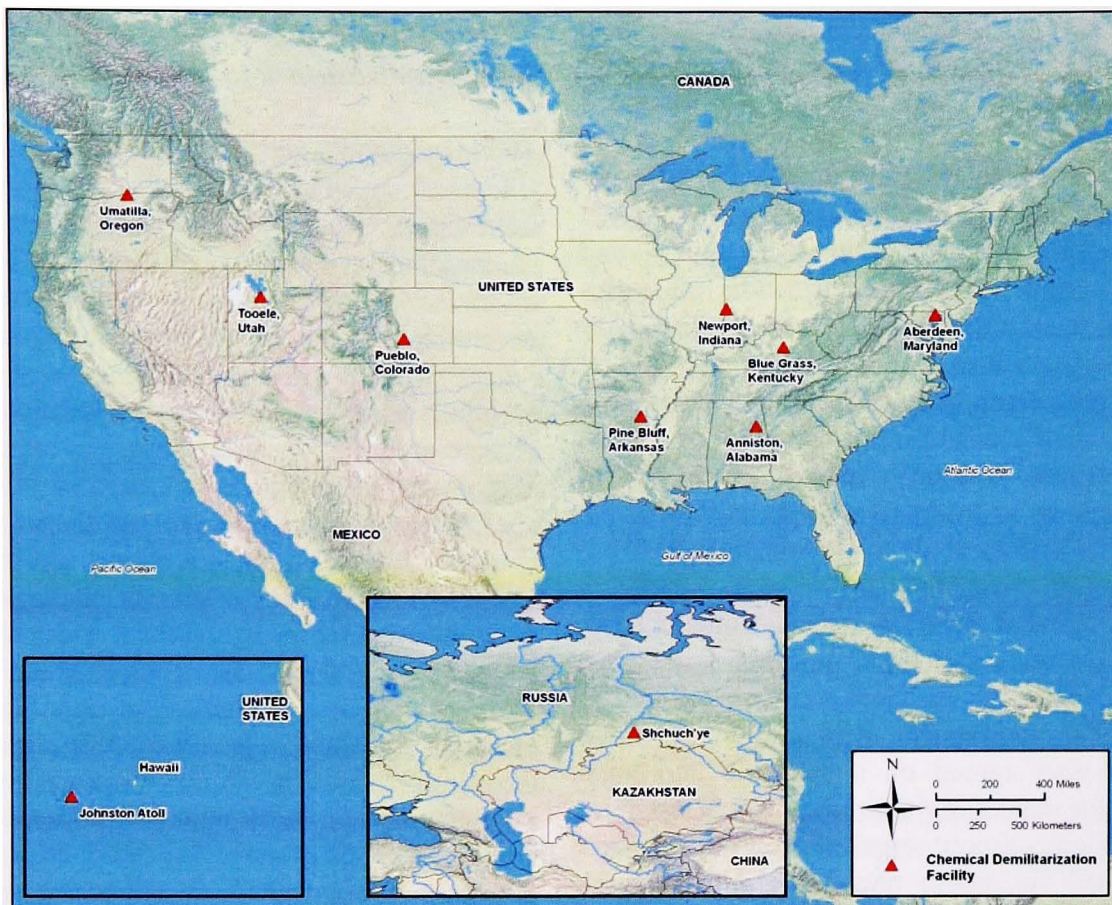 CANADA
Umatilla,
Oregon
UNITED STATES
Tooele,
Utah
Newport,
Indiana
Aberdeen,
Maryland
Pueblo,
Colorado
Blue Grass,
Kentucky
Pine Bluff,
Arkansas
Anniston,
Alabama
Atlantic Ocean
MEXICO
Gulf of Mexico
Pacific Ocean
UNITED
STATES
Hawaii
Johnston Atoll
RUSSIA
Shchuch'ye
KAZAKHSTAN
CHINA
N
0 200 400 Miles
0 250 500 Kilometers
Chemical Demilitarization
Facility